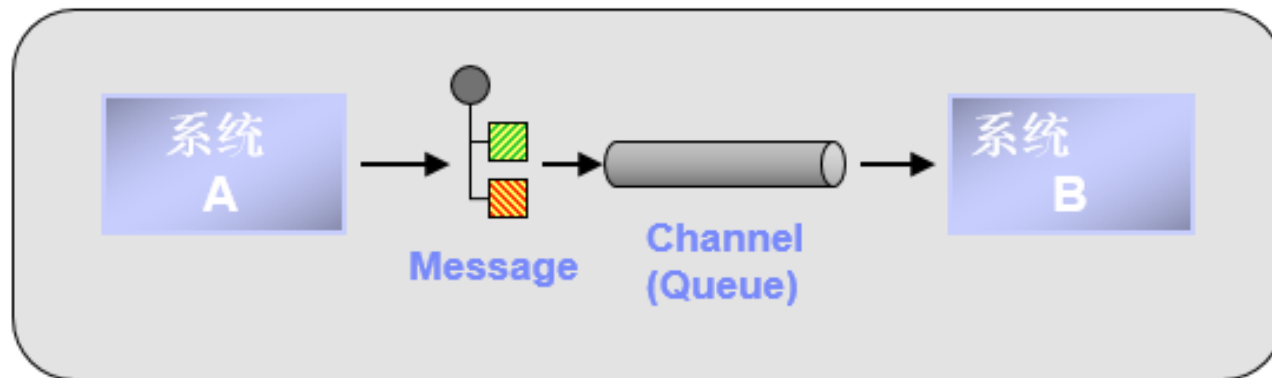 系统
A
Message
Channel
(Queue)
系统
B